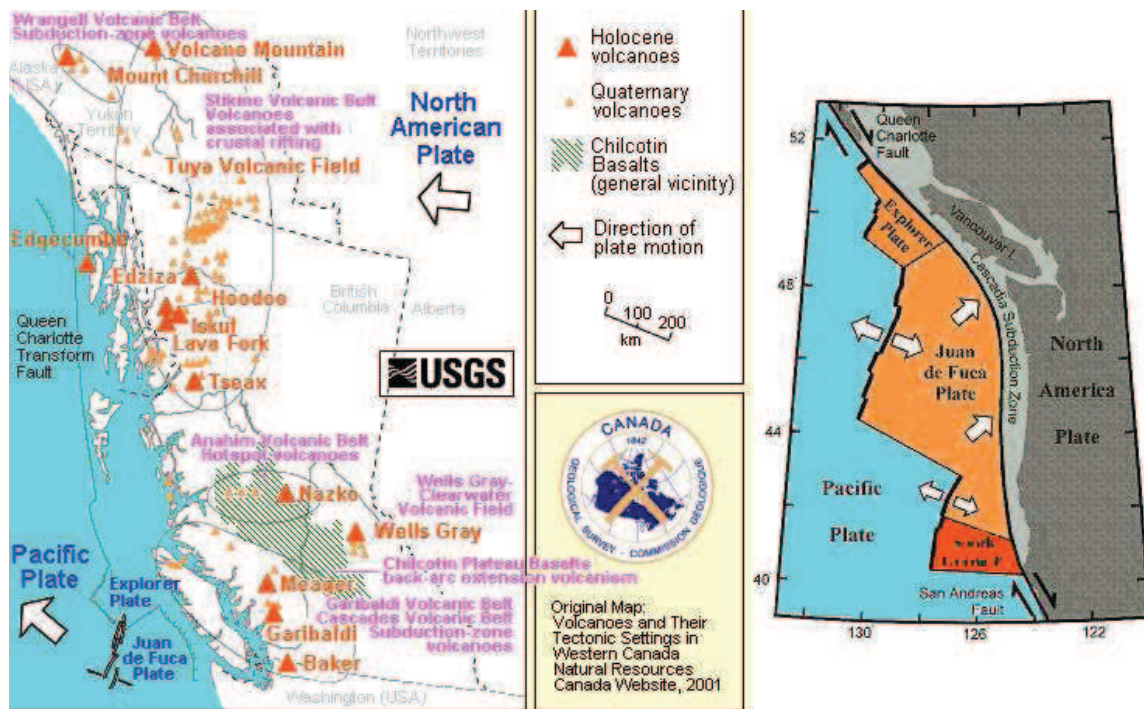 Wrangell Volcanic Belt
Subduction-zone volcanoes
Volcano Mountain
Northwest
Territories
Alaska
(USA)
Mount Churchill
Yukon
Territory
Stikine Volcanic Belt
Volcanoes
associated with
crustal rifting
North
American
Plate
Tuya Volcanic Field
Edgecumbe
Edziza
Hoodoo
British
Columbia
Alberta
Iskut
Lava Fork
Queen
Charlotte
Transform
Fault
Tseax
USGS
Anahim Volcanic Belt
Hotspot volcanoes
Nazko
Wells Gray-
Clearwater
Volcanic Field
Wells Gray
Pacific
Plate
Chilcotin Plateau Basalts
back-arc extension volcanism
Meager
Explorer
Plate
Garibaldi Volcanic Belt
Cascades Volcanic Belt
Subduction-zone
volcanoes
Garibaldi
Juan
de Fuca
Plate
Baker
Washington (USA)
Holocene
volcanoes
Quaternary
volcanoes
Chilcotin
Basalts
(general vicinity)
Direction of
plate motion
0
100
200
km
CANADA
1842
GEOLOGICAL SURVEY - COMMISSION GEOLOGIQUE
Original Map:
Volcanoes and Their
Tectonic Settings in
Western Canada
Natural Resources
Canada Website, 2001
52
48
44
40
130
126
122
Queen
Charlotte
Fault
Explorer
Plate
Vancouver I.
Cascadia Subduction Zone
Juan
de Fuca
Plate
North
America
Plate
Pacific
Plate
San Andreas
Fault